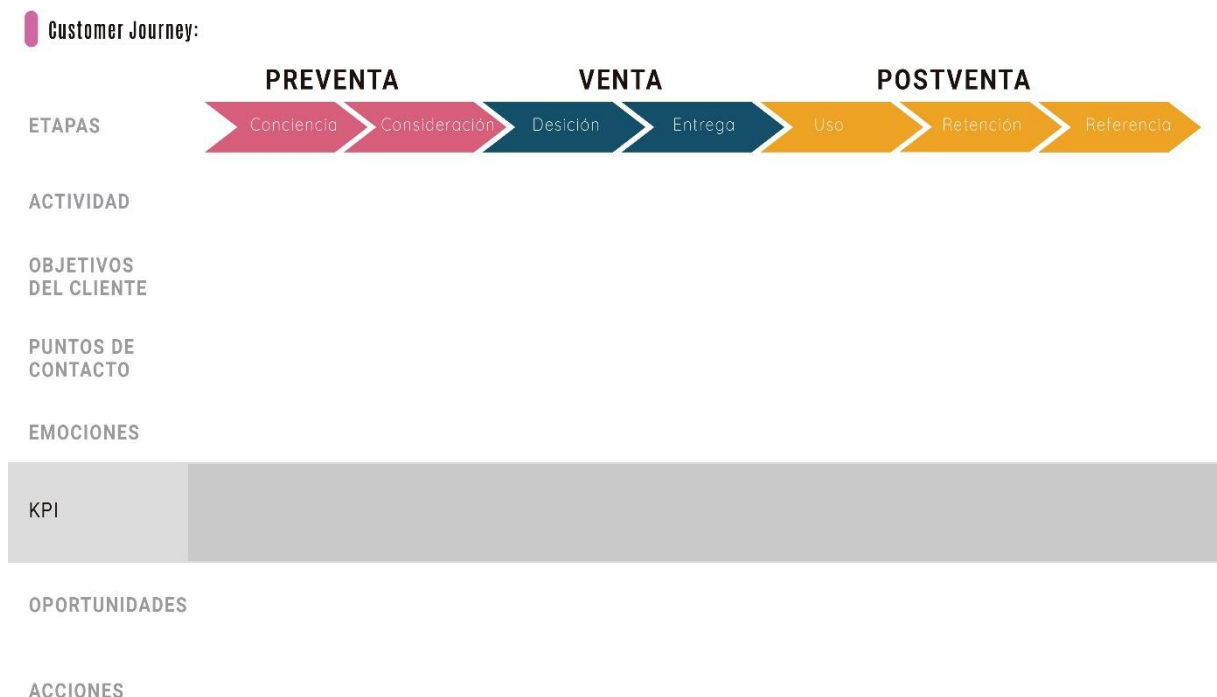 Customer Journey:
PREVENTA VENTA POSTVENTA
ETAPAS Conciencia Consideración Desición Entrega Uso Retención Referencia
ACTIVIDAD
OBJETIVOS
DEL CLIENTE
PUNTOS DE
CONTACTO
EMOCIONES
KPI
OPORTUNIDADES
ACCIONES